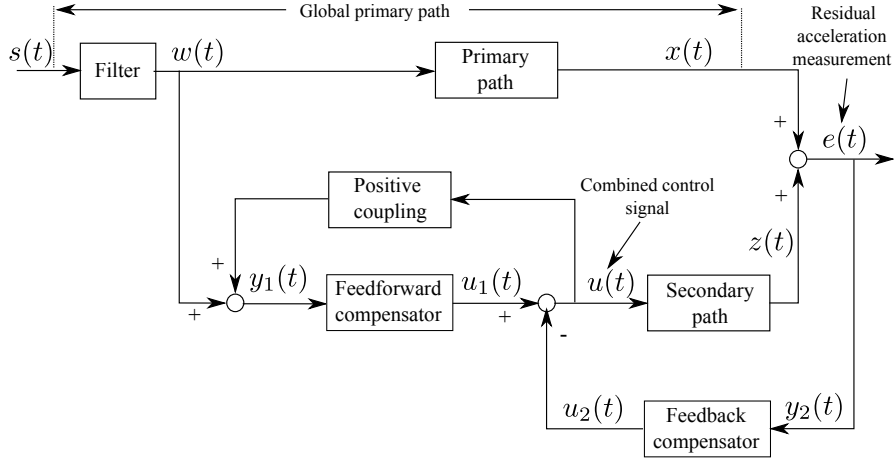 Global primary path
Residual
acceleration
measurement
s(t)
Filter
w(t)
Primary
path
x(t)
+
e(t)
+
Positive
coupling
Combined control
signal
z(t)
+
+
y₁(t)
Feedforward
compensator
u₁(t)
+
-
u(t)
Secondary
path
u₂(t)
Feedback
compensator
y₂(t)